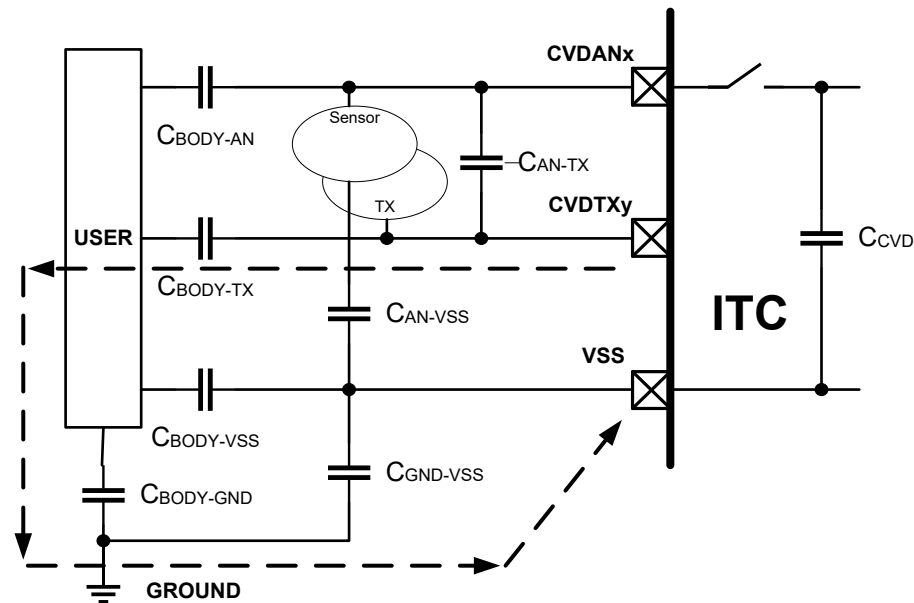 CVDANx
Sensor
CBODY-AN
CAN-TX
TX
CVDTXy
USER
CBODY-TX
CCVD
CAN-VSS
ITC
VSS
CBODY-VSS
CGND-VSS
CBODY-GND
GROUND